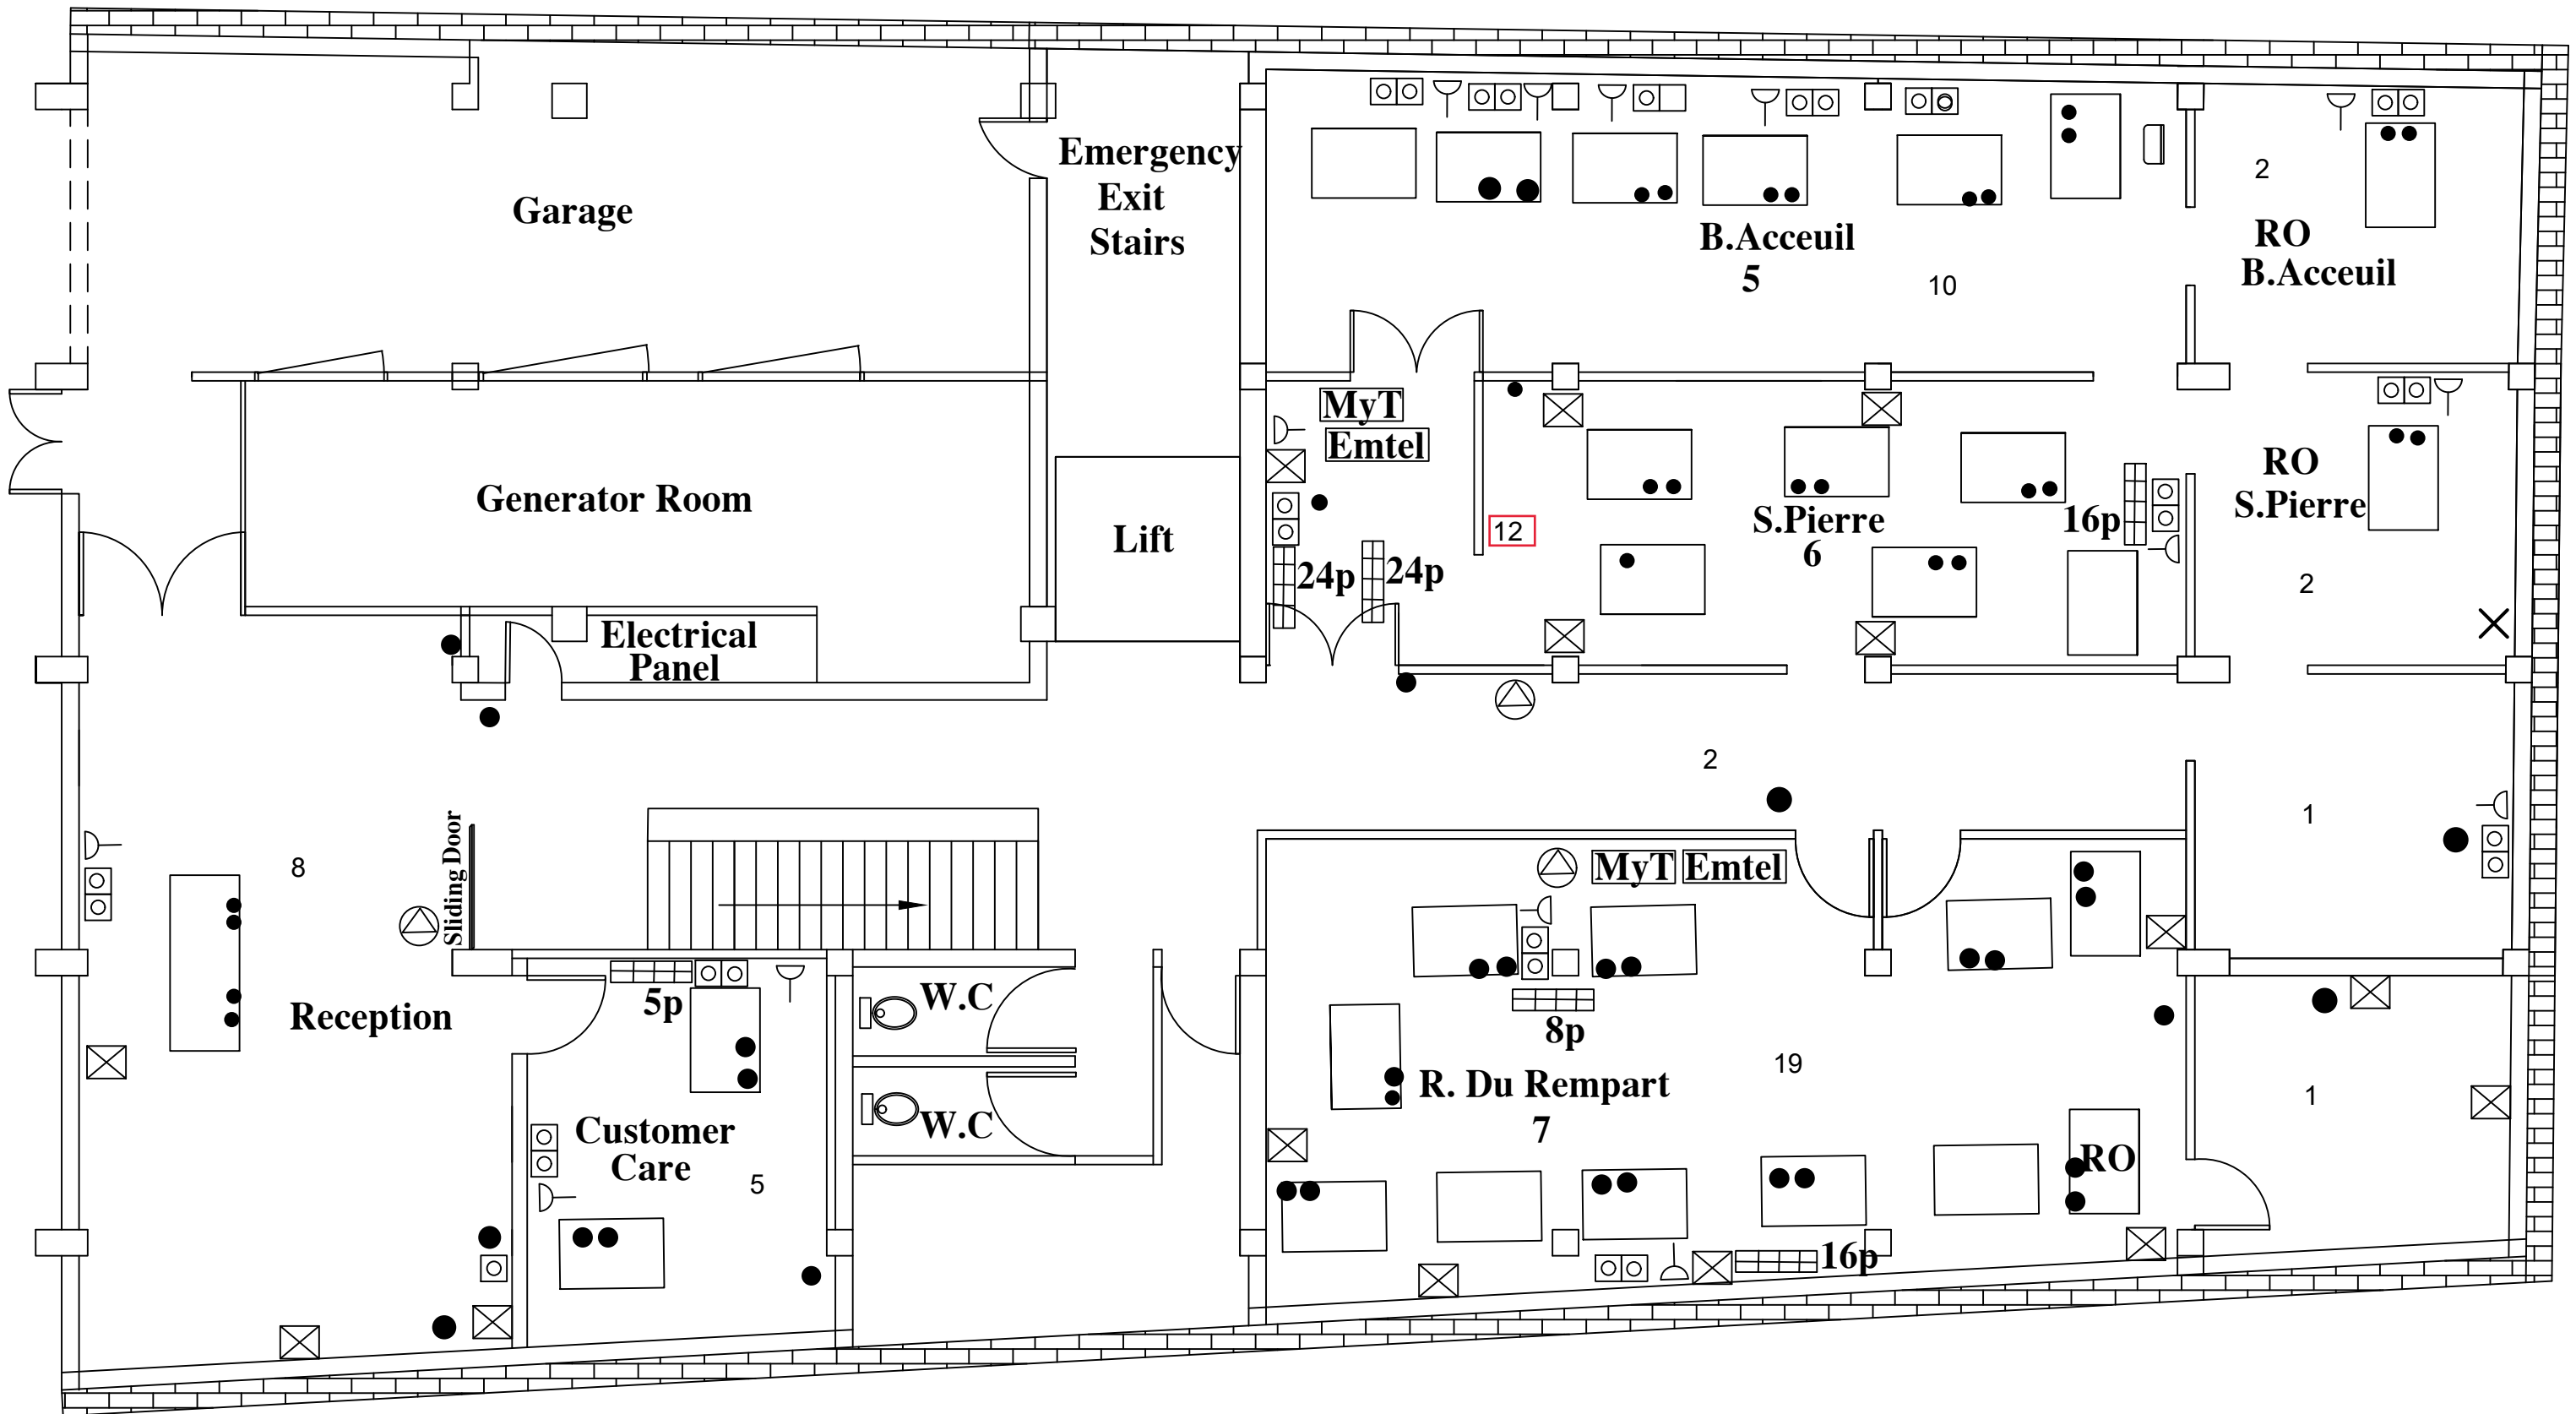 Garage
Emergency
Exit
Stairs
B.Acceuil
5
10
2
RO
B.Acceuil
MyT
Emtel
Generator Room
Lift
24p
24p
12
S.Pierre
6
16p
RO
S.Pierre
2
Electrical
Panel
2
1
8
Sliding Door
Reception
5p
W.C
W.C
Customer
Care
5
MyT
Emtel
8p
R. Du Rempart
7
19
RO
16p
1